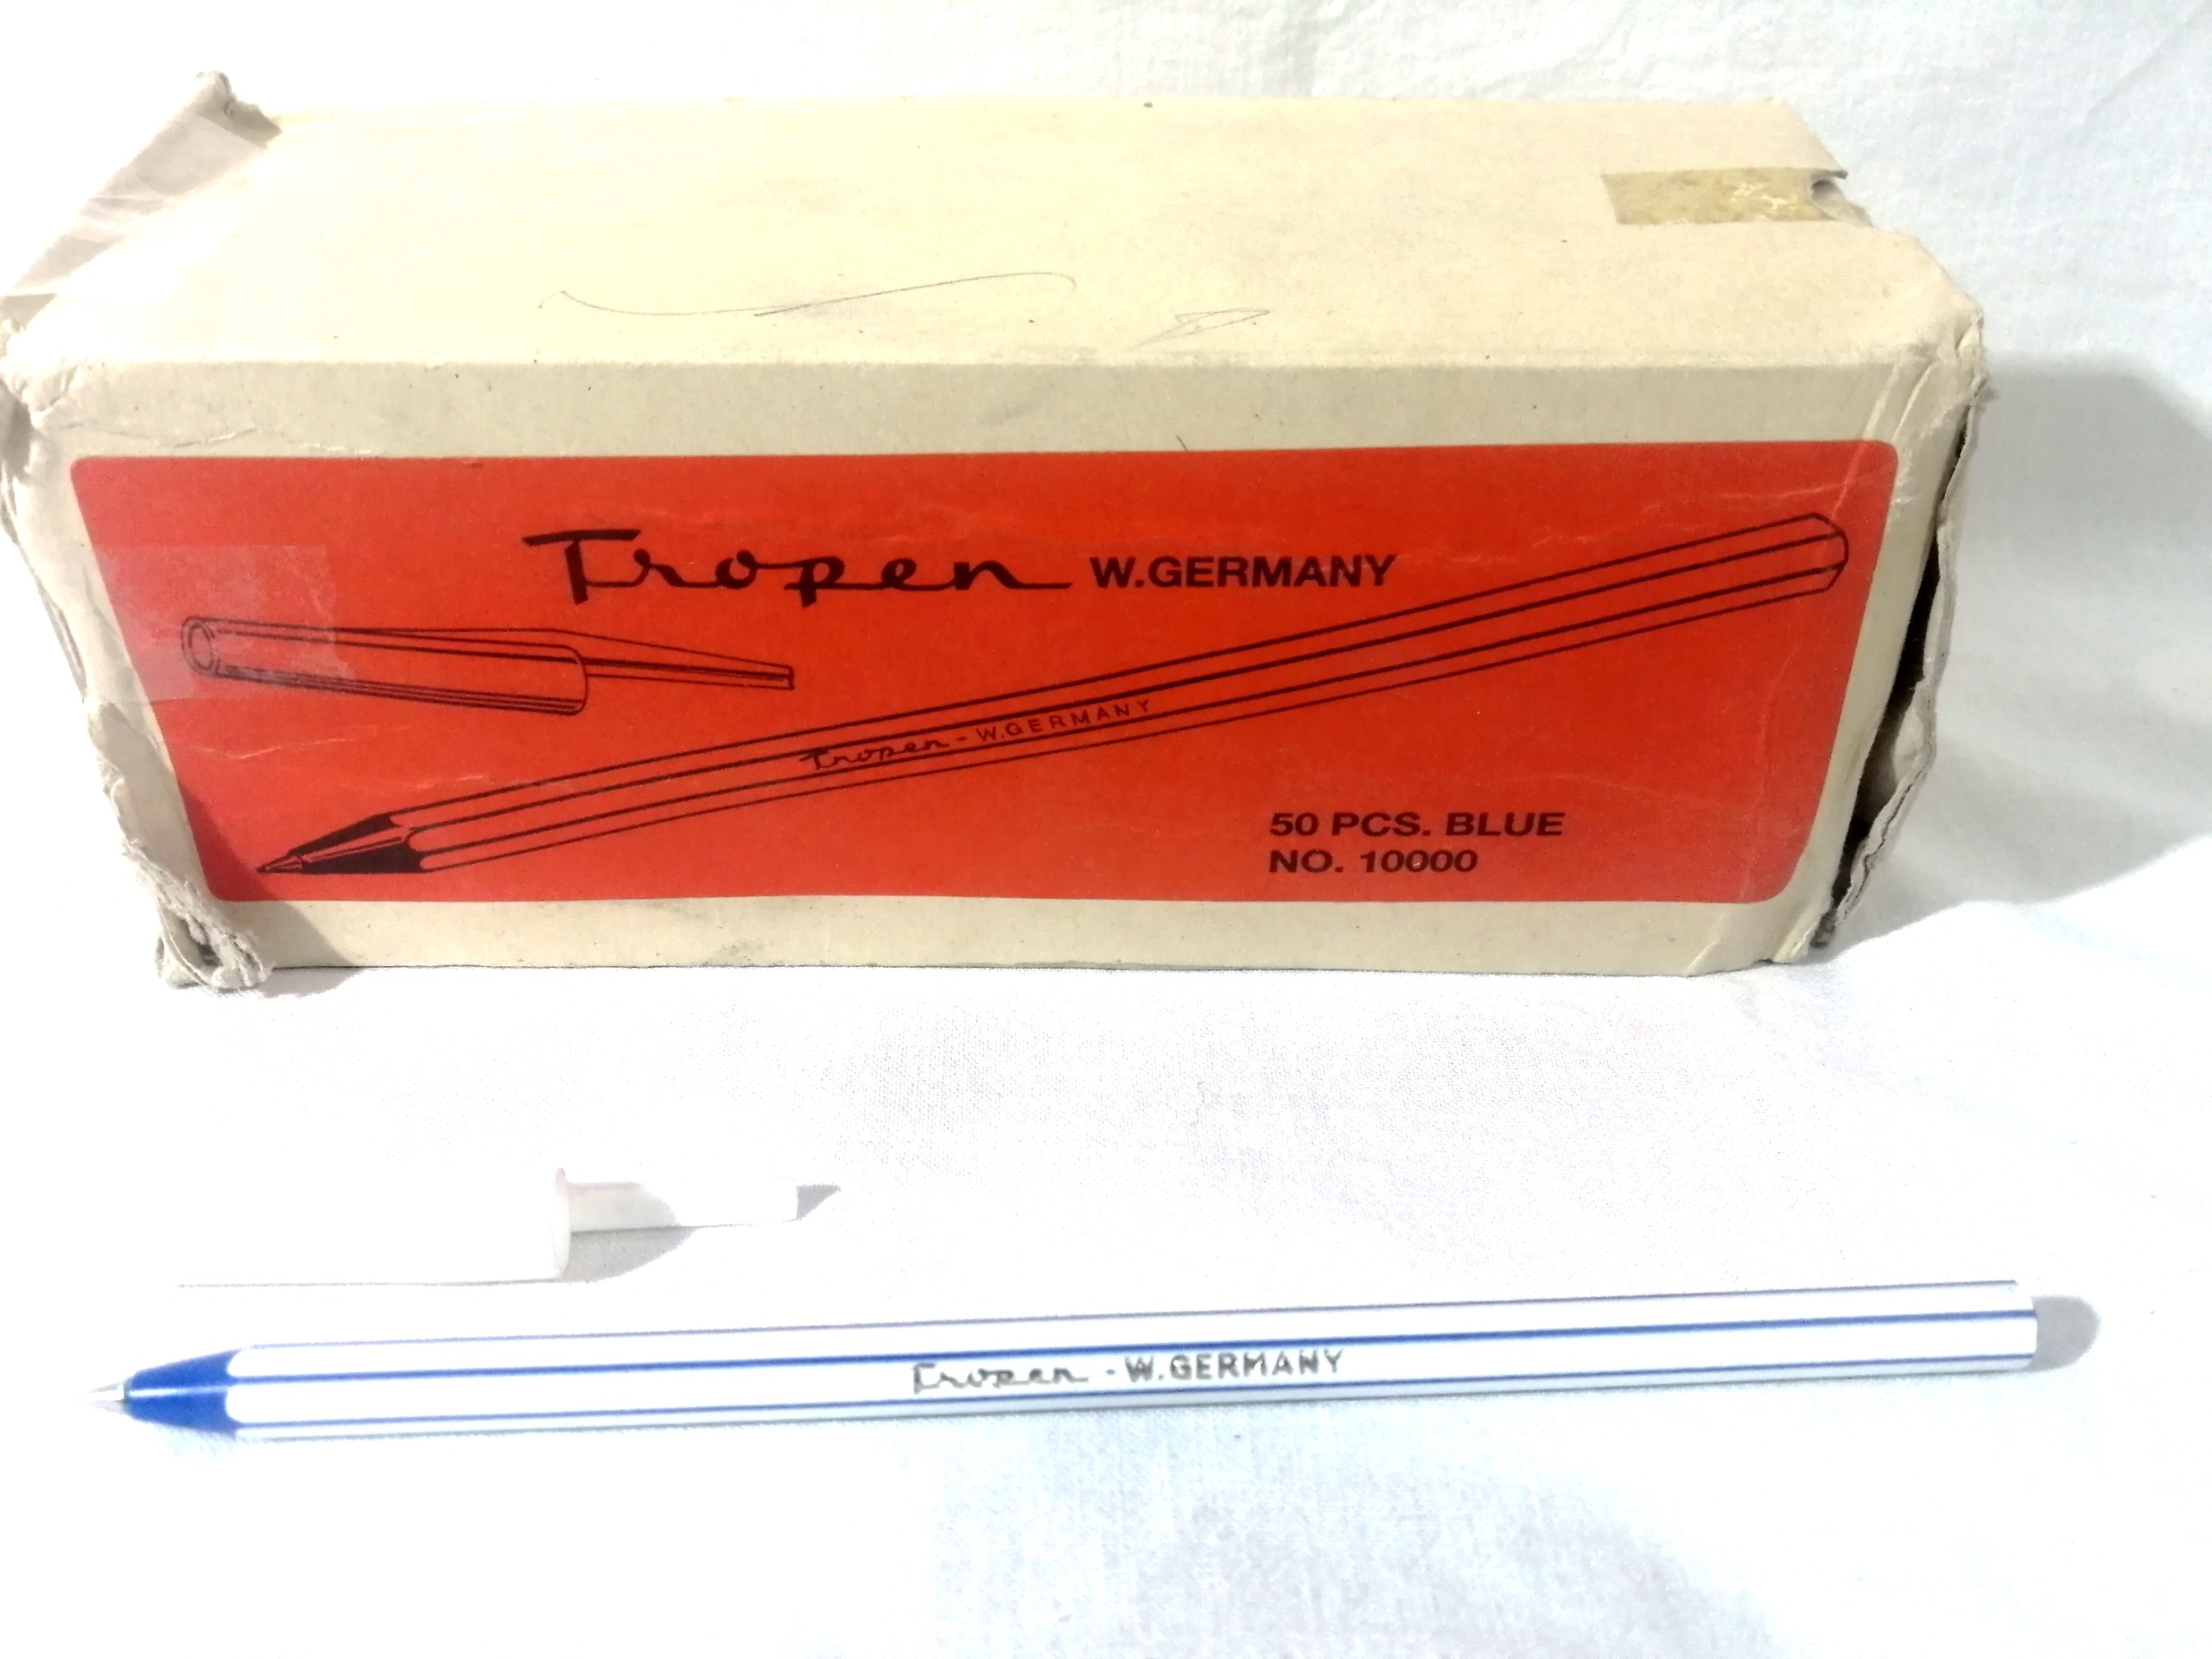 Tropen W.GERMANY
Tropen - W.GERMANY
50 PCS. BLUE
NO. 10000
Tropen - W.GERMANY